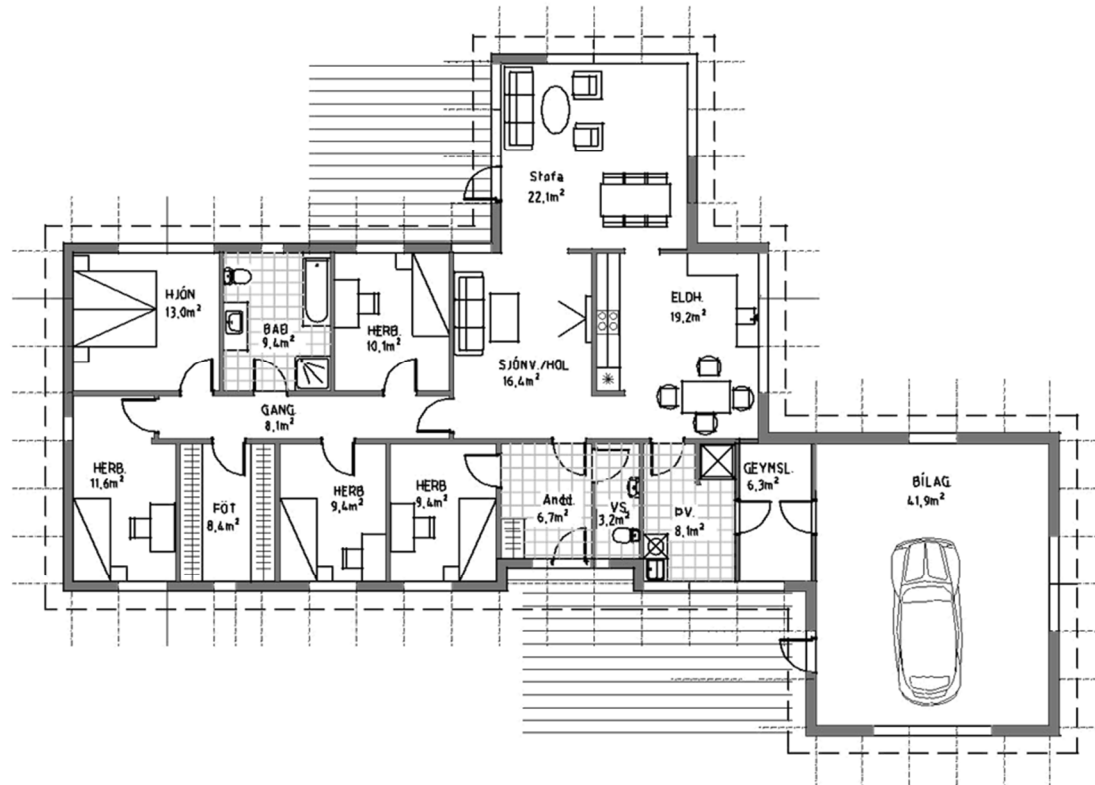 Stofa
22,1m²
HJÓN
13,0m²
BAÐ
9,4m²
HERB.
10,1m²
SJÓNV./HOL
16,4m²
ELDH.
19,2m²
GANG
8,1m²
HERB.
11,6m²
FÖT
8,4m²
HERB
9,4m²
HERB
9,4m²
Andd.
6,7m²
VS
3,2m²
ÞV.
8,1m²
GEYMSL.
6,3m²
BÍLAG.
41,9m²